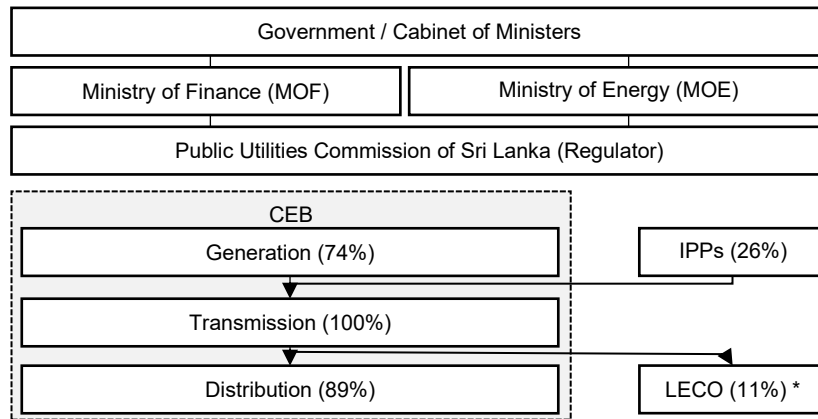 Government / Cabinet of Ministers
Ministry of Finance (MOF)
Ministry of Energy (MOE)
Public Utilities Commission of Sri Lanka (Regulator)
CEB
Generation (74%)
IPPs (26%)
Transmission (100%)
Distribution (89%)
LECO (11%) *